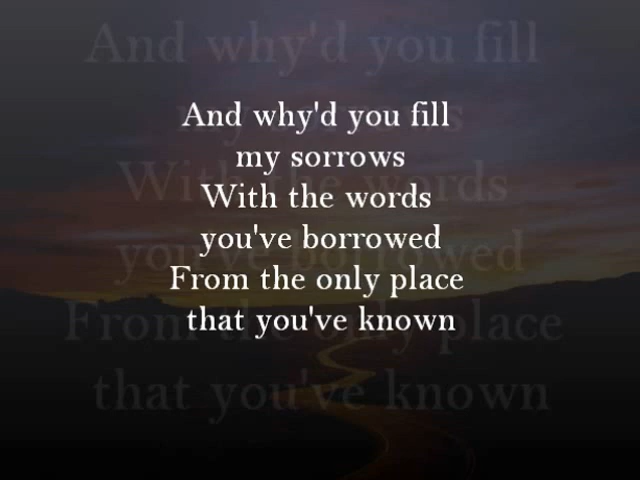 And why'd you fill
my sorrows
With the words
you've borrowed
From the only place
that you've known